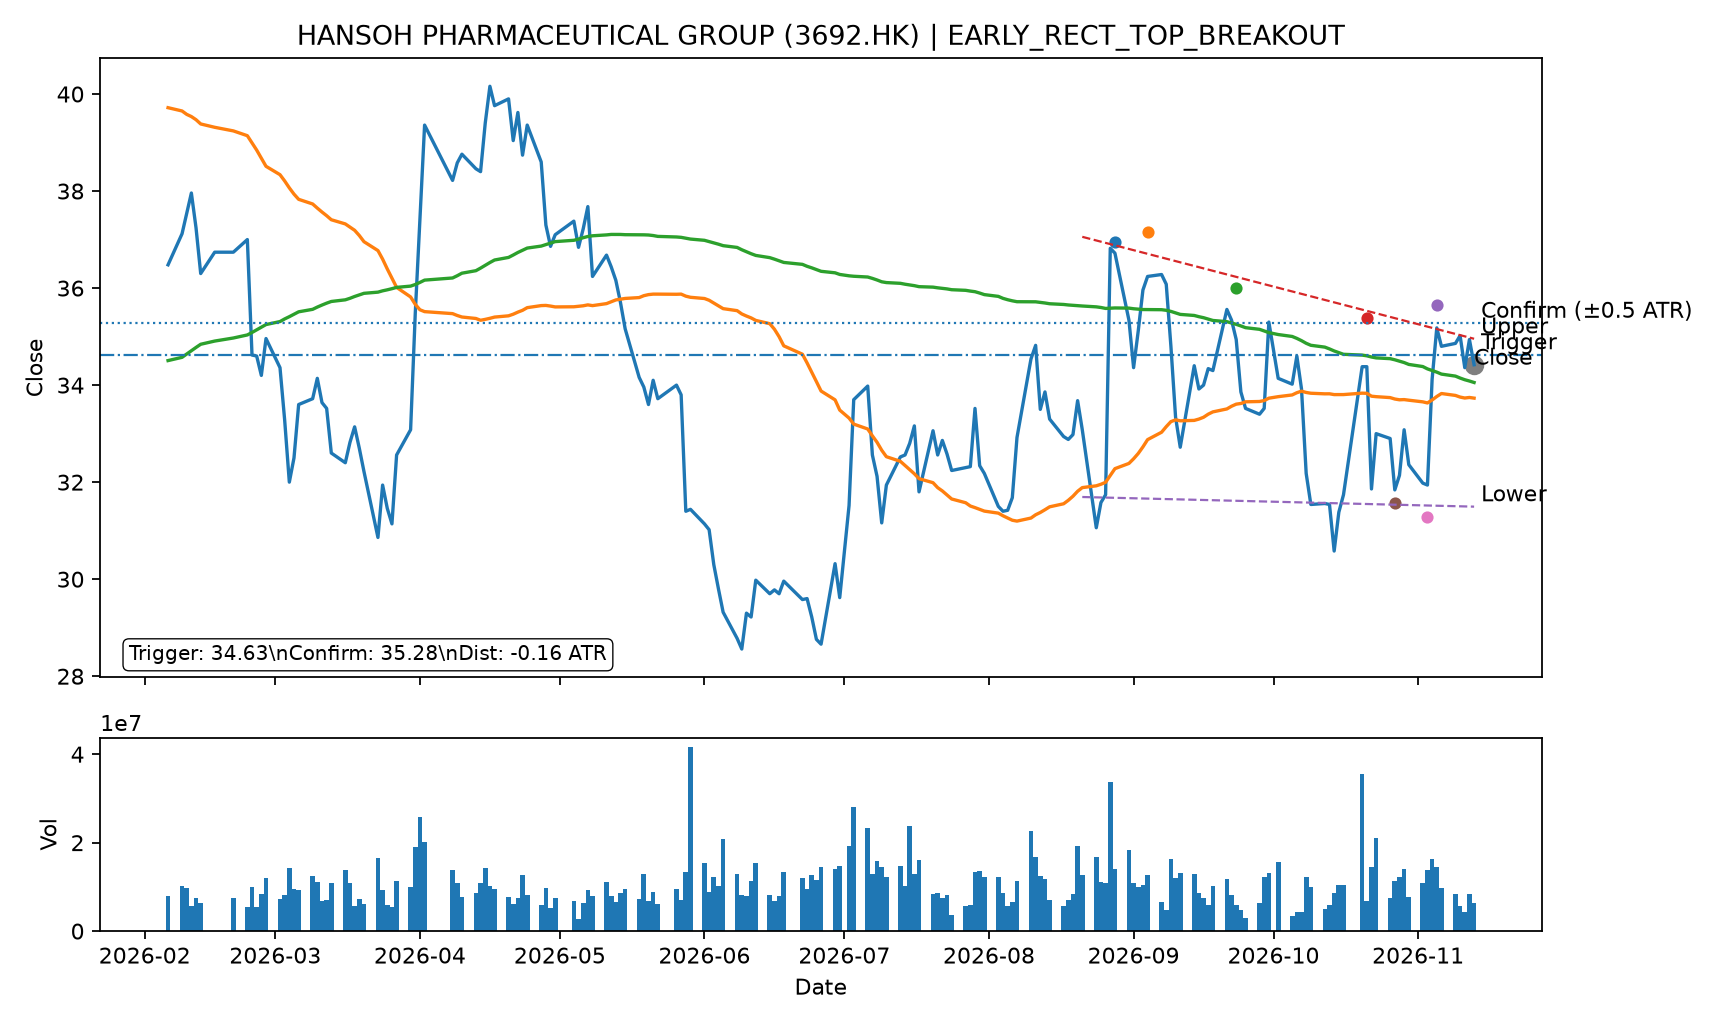 HANSOH PHARMACEUTICAL GROUP (3692.HK) | EARLY_RECT_TOP_BREAKOUT
Close
40
38
36
34
32
30
28
Confirm (±0.5 ATR)
Upper
Trigger
Close
Lower
Trigger: 34.63\nConfirm: 35.28\nDist: -0.16 ATR
1e7
Vol
4
2
0
2026-02 2026-03 2026-04 2026-05 2026-06 2026-07 2026-08 2026-09 2026-10 2026-11
Date